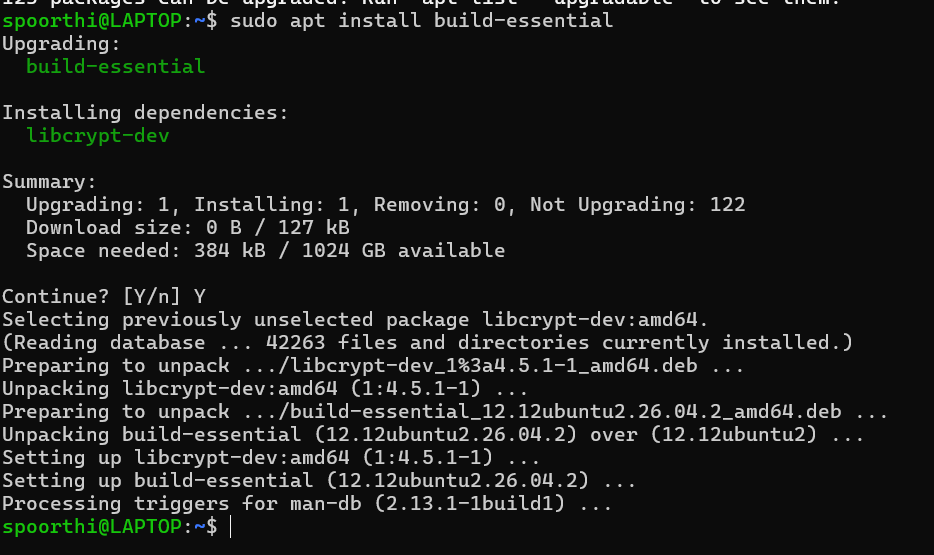 spoorthi@LAPTOP:~$ sudo apt install build-essential
Upgrading:
  build-essential

Installing dependencies:
  libcrypt-dev

Summary:
  Upgrading: 1, Installing: 1, Removing: 0, Not Upgrading: 122
  Download size: 0 B / 127 kB
  Space needed: 384 kB / 1024 GB available

Continue? [Y/n] Y
Selecting previously unselected package libcrypt-dev:amd64.
(Reading database ... 42263 files and directories currently installed.)
Preparing to unpack .../libcrypt-dev_1%3a4.5.1-1_amd64.deb ...
Unpacking libcrypt-dev:amd64 (1:4.5.1-1) ...
Preparing to unpack .../build-essential_12.12ubuntu2.26.04.2_amd64.deb ...
Unpacking build-essential (12.12ubuntu2.26.04.2) over (12.12ubuntu2) ...
Setting up libcrypt-dev:amd64 (1:4.5.1-1) ...
Setting up build-essential (12.12ubuntu2.26.04.2) ...
Processing triggers for man-db (2.13.1-1build1) ...
spoorthi@LAPTOP:~$